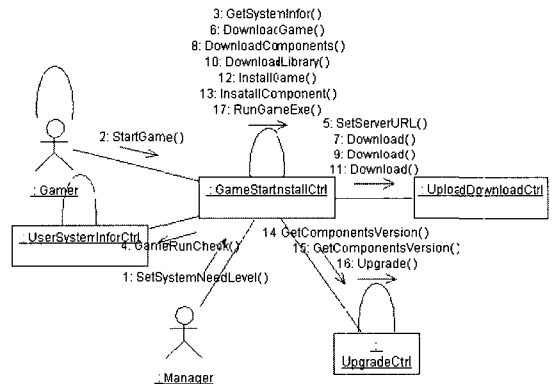 3: GetSystemInfor()
6: DownloadGame()
8: DownloadComponents()
10: DownloadLibrary()
12: InstallGame()
13: InsatallComponent()
17: RunGameExe()
2: StartGame()
5: SetServerURL()
7: Download()
9: Download()
11: Download()
: Gamer
: GameStartnstallCtrl
: UploadDownloadCtrl
: UserSystemInforCtrl
4: GameRunCheck()
14 GetComponentsVersion()
15: GetComponentsVersion()
16: Upgrade()
1: SetSystemNeedLevel()
:
UpgradeCtrl
: Manager